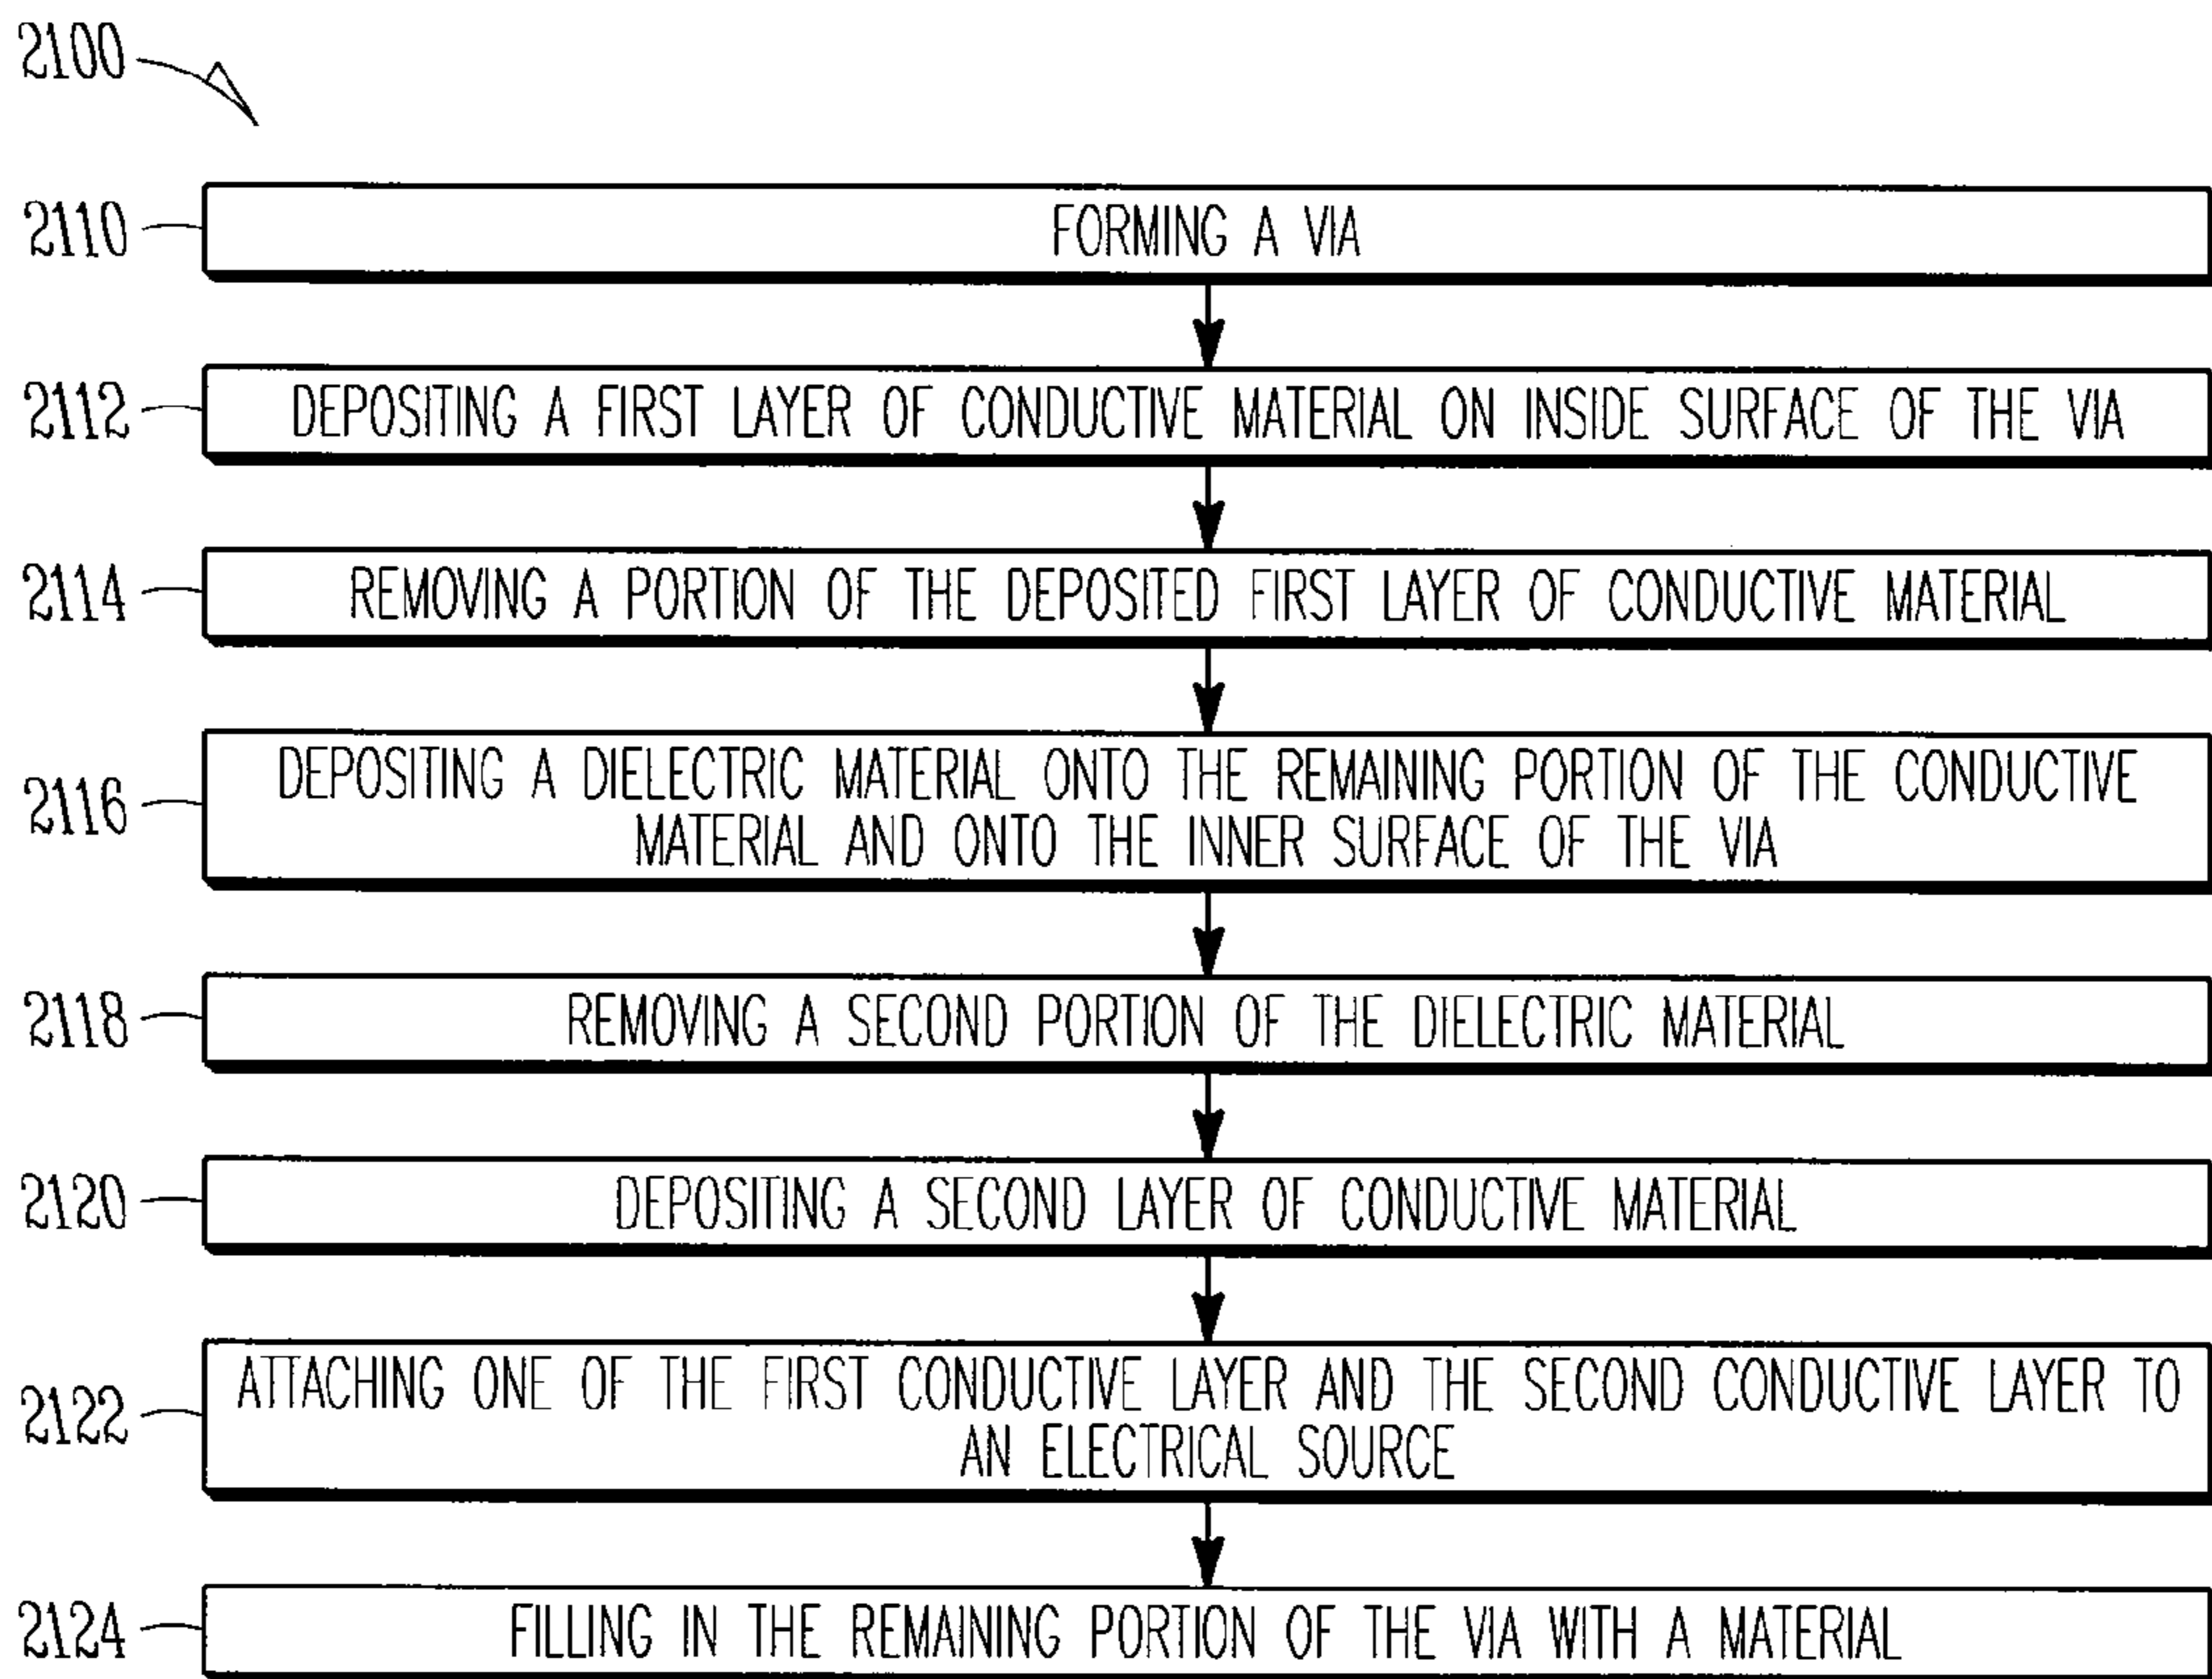 2100
2110
FORMING A VIA
2112
DEPOSITING A FIRST LAYER OF CONDUCTIVE MATERIAL ON INSIDE SURFACE OF THE VIA
2114
REMOVING A PORTION OF THE DEPOSITED FIRST LAYER OF CONDUCTIVE MATERIAL
2116
DEPOSITING A DIELECTRIC MATERIAL ONTO THE REMAINING PORTION OF THE CONDUCTIVE
MATERIAL AND ONTO THE INNER SURFACE OF THE VIA
2118
REMOVING A SECOND PORTION OF THE DIELECTRIC MATERIAL
2120
DEPOSITING A SECOND LAYER OF CONDUCTIVE MATERIAL
2122
ATTACHING ONE OF THE FIRST CONDUCTIVE LAYER AND THE SECOND CONDUCTIVE LAYER TO
AN ELECTRICAL SOURCE
2124
FILLING IN THE REMAINING PORTION OF THE VIA WITH A MATERIAL